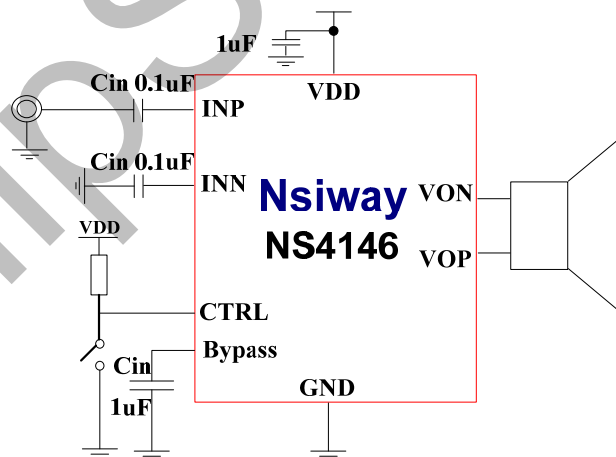 1uF
VDD
Cin 0.1uF
INP
Cin 0.1uF
INN
Nsiway
NS4146
VON
VOP
VDD
CTRL
Bypass
Cin
1uF
GND